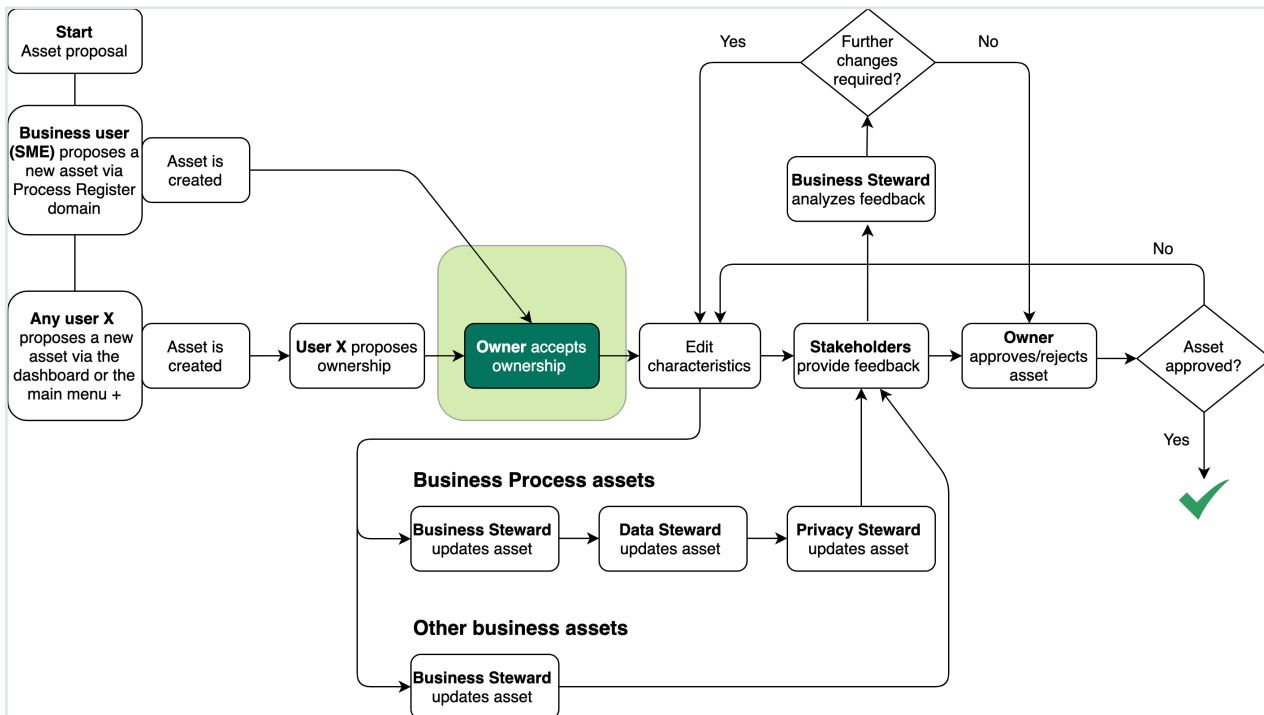 Start
Asset proposal
Business user
(SME) proposes a
new asset via
Process Register
domain
Asset is
created
Any user X
proposes a new
asset via the
dashboard or the
main menu +
Asset is
created
User X proposes
ownership
Owner accepts
ownership
Edit
characteristics
Stakeholders
provide feedback
Business Steward
analyzes feedback
Further
changes
required?
Yes
No
Owner
approves/rejects
asset
Asset
approved?
No
Yes
Business Process assets
Business Steward
updates asset
Data Steward
updates asset
Privacy Steward
updates asset
Other business assets
Business Steward
updates asset